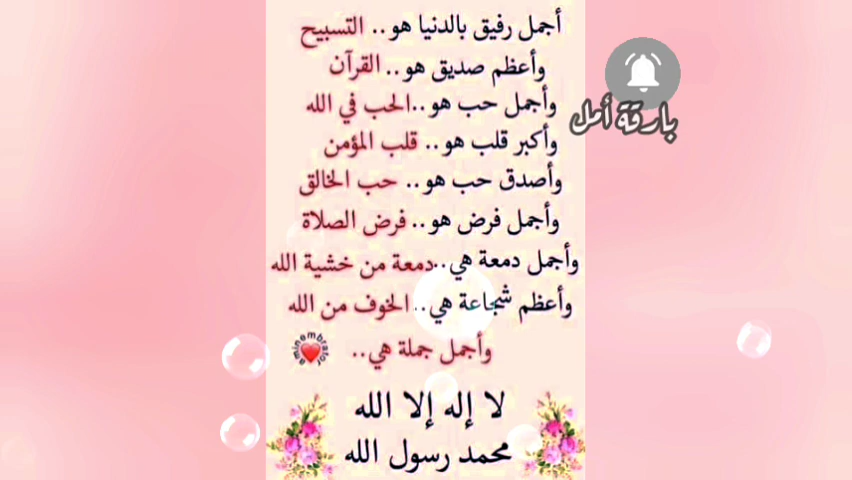 أجمل رفيق بالدنيا هو.. التسبيح
وأعظم صديق هو.. القرآن
وأجمل حب هو..الحب في الله
وأكبر قلب هو.. قلب المؤمن
وأصدق حب هو.. حب الخالق
وأجمل فرض هو.. فرض الصلاة
وأجمل دمعة هي..دمعة من خشية الله
وأعظم شجاعة هي.. الخوف من الله
وأجمل جملة هي..
لا إله إلا الله
محمد رسول الله
بارقة أمل